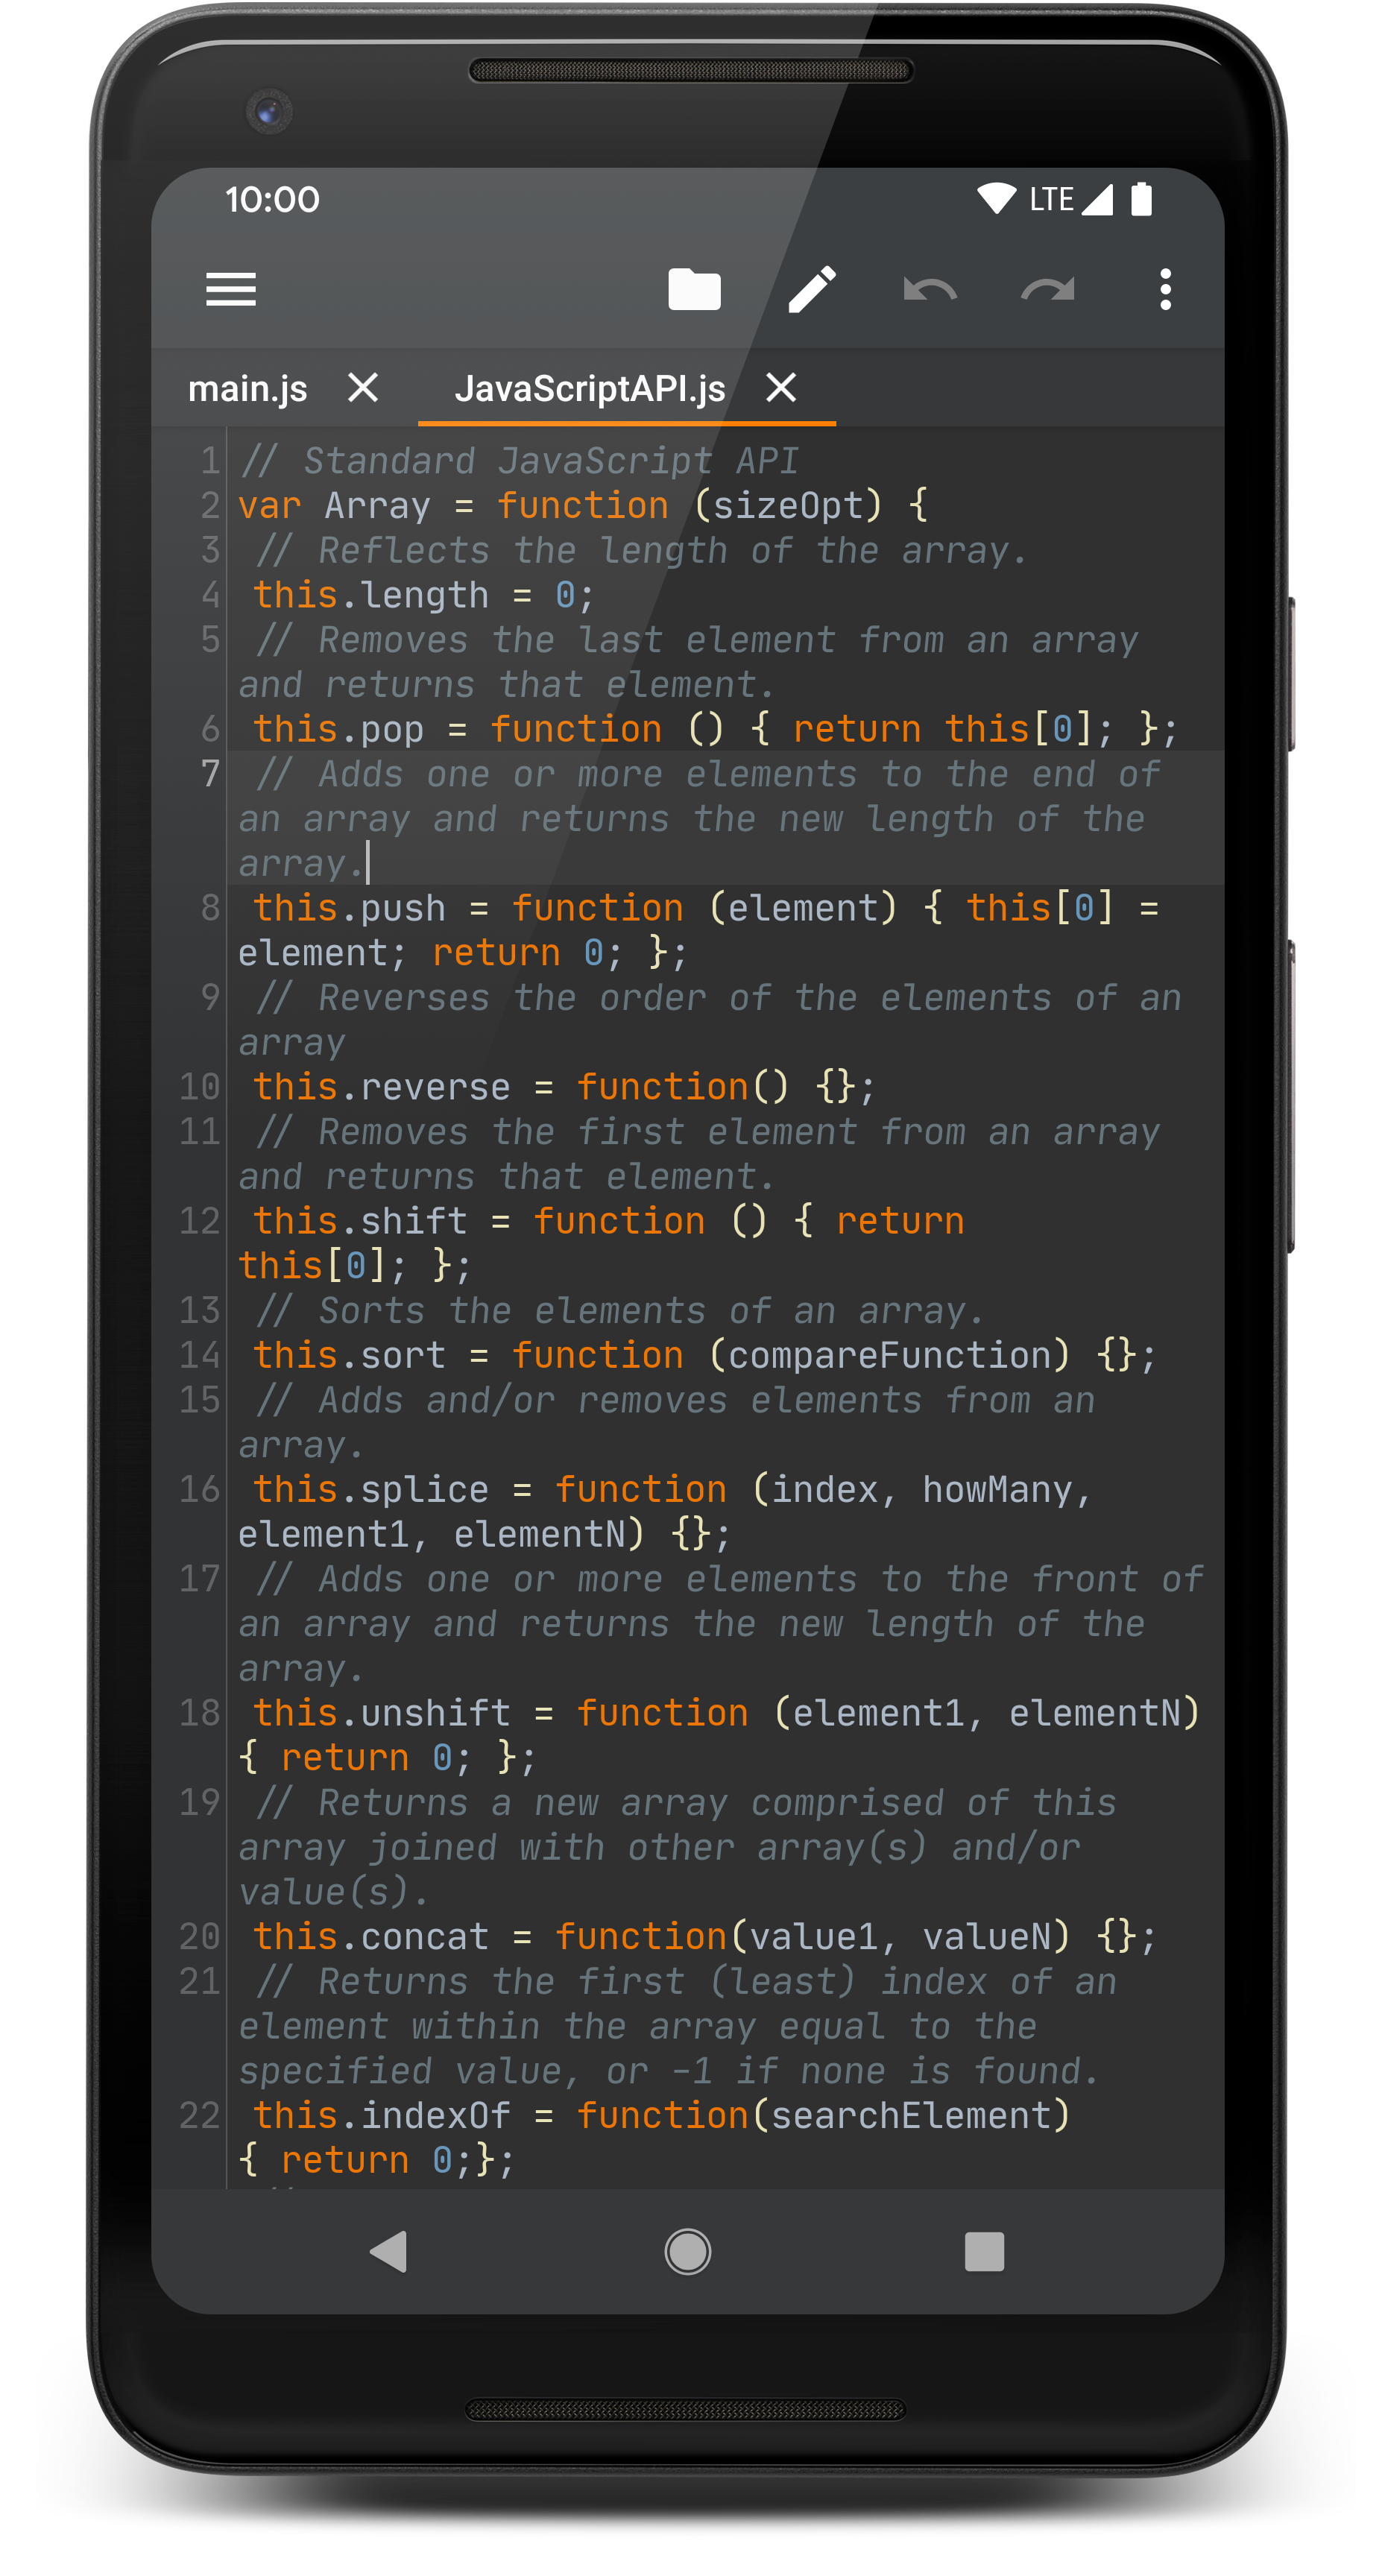 10:00 LTE
main.js JavaScriptAPI.js
1 // Standard JavaScript API
2 var Array = function (sizeOpt) {
3 // Reflects the length of the array.
4 this.length = 0;
5 // Removes the last element from an array
and returns that element.
6 this.pop = function () { return this[0]; };
7 // Adds one or more elements to the end of
an array and returns the new length of the
array.
8 this.push = function (element) { this[0] =
element; return 0; };
9 // Reverses the order of the elements of an
array
10 this.reverse = function() {};
11 // Removes the first element from an array
and returns that element.
12 this.shift = function () { return
this[0]; };
13 // Sorts the elements of an array.
14 this.sort = function (compareFunction) {};
15 // Adds and/or removes elements from an
array.
16 this.splice = function (index, howMany,
element1, elementN) {};
17 // Adds one or more elements to the front of
an array and returns the new length of the
array.
18 this.unshift = function (element1, elementN)
{ return 0; };
19 // Returns a new array comprised of this
array joined with other array(s) and/or
value(s).
20 this.concat = function(value1, valueN) {};
21 // Returns the first (least) index of an
element within the array equal to the
specified value, or -1 if none is found.
22 this.indexOf = function(searchElement)
{ return 0;};